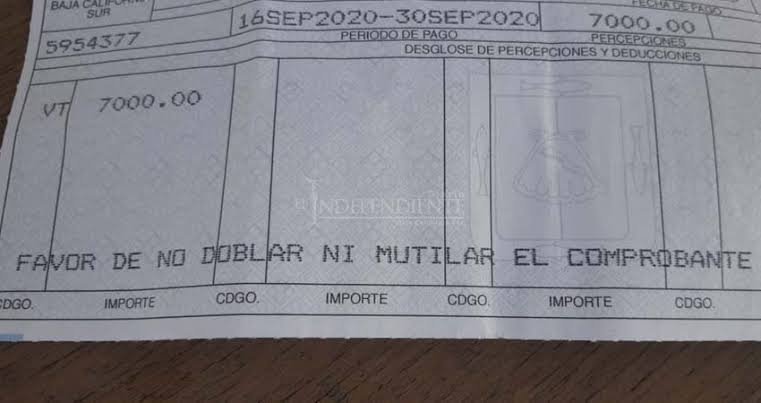 BAJA CALIFORNIA
SUR
FECHA DE PAGO
16SEP2020-30SEP2020
7000.00
5954377
PERIODO DE PAGO
PERCEPCIONES
DESGLOSE DE PERCEPCIONES Y DEDUCCIONES
VT 7000.00
EL INDEPENDIENTE
FAVOR DE NO DOBLAR NI MUTILAR EL COMPROBANTE
CDGO. IMPORTE CDGO. IMPORTE CDGO. IMPORTE CDGO.